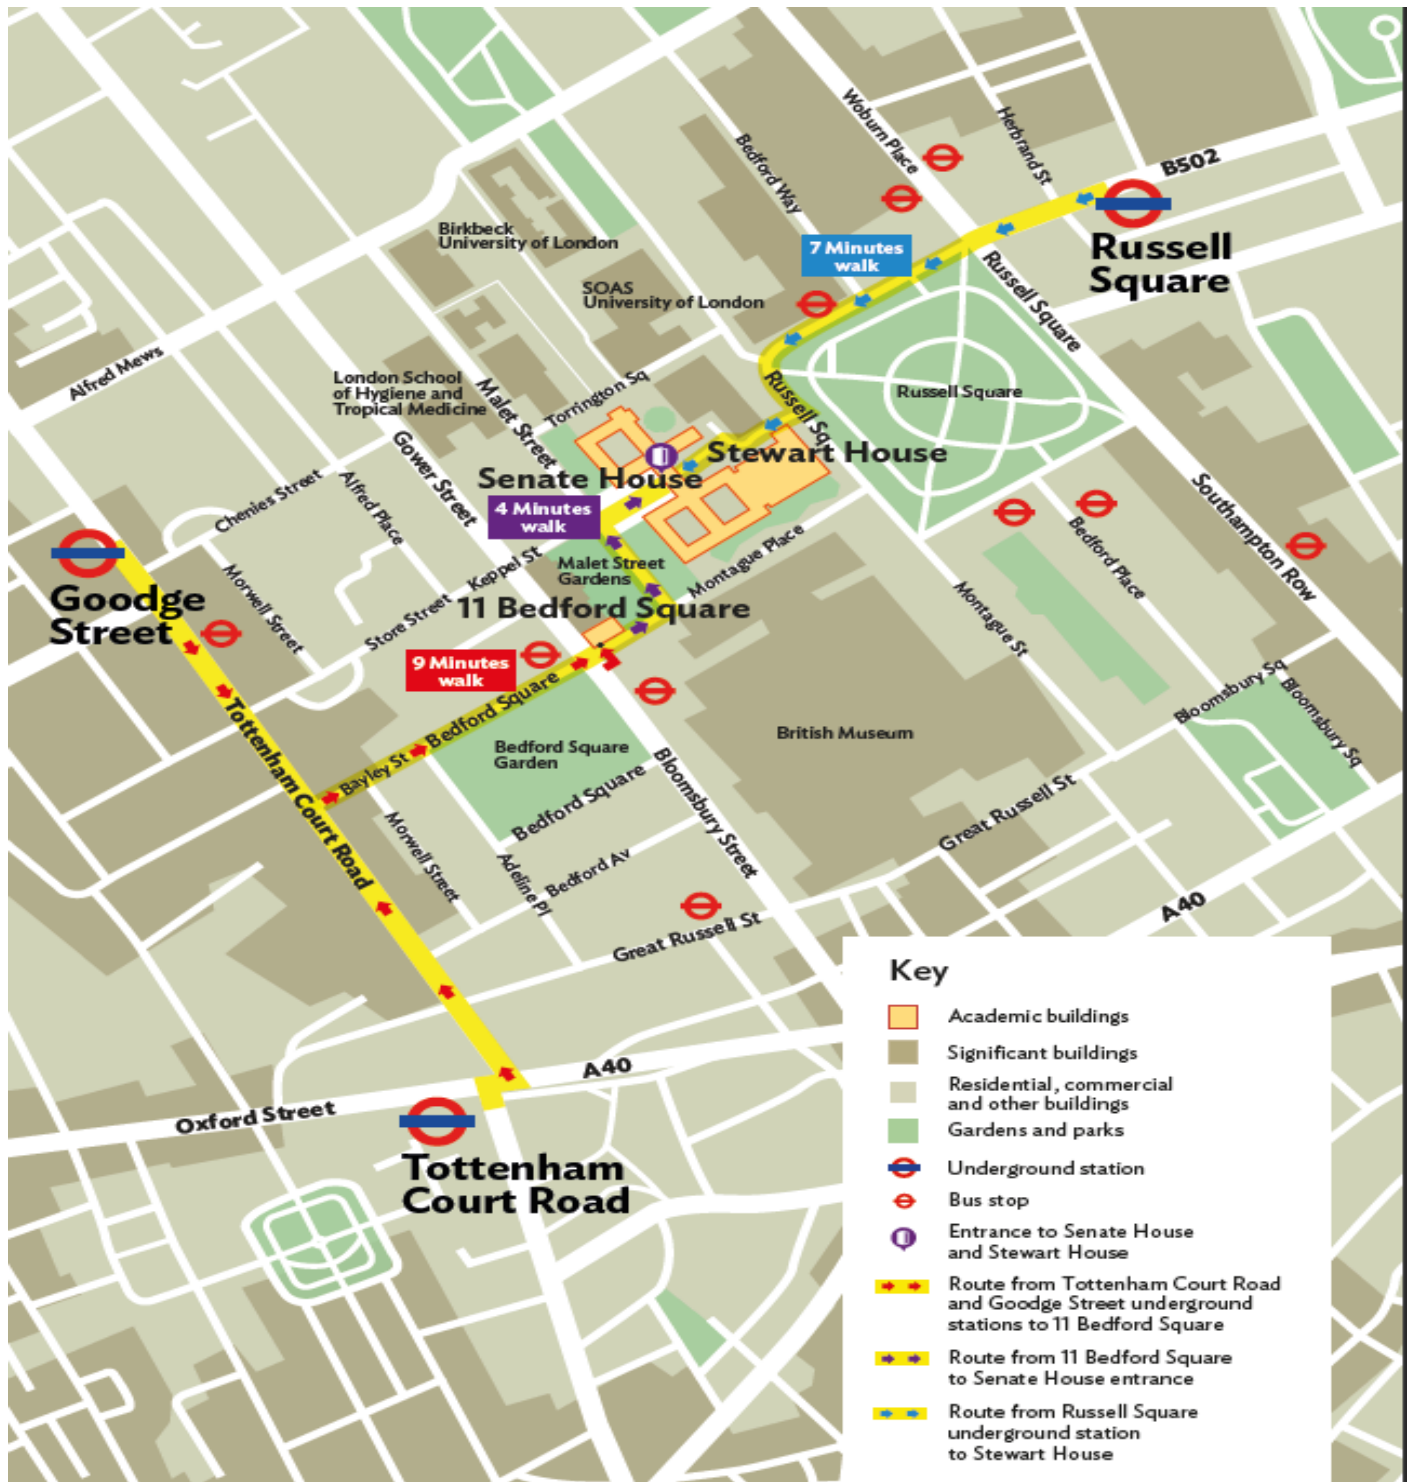 Woburn Place
Herbrand St
B502
Bedford Way
Birkbeck
University of London
7 Minutes
walk
Russell
Square
Russell Square
SOAS
University of London
Alfred Mews
London School
of Hygiene and
Tropical Medicine
Malet Street
Torrington Sq
Russell Sq
Russell Square
Gower Street
Stewart House
Senate House
Chenies Street
Alfred Place
4 Minutes
walk
Southampton Row
Bedford Place
Keppel St
Malet Street
Gardens
Montague Place
Goodge
Street
Morwell Street
Store Street
11 Bedford Square
Montague St
9 Minutes
walk
Bloomsbury Sq
Bloomsbury Sq
Tottenham Court Road
Bayley St
Bedford Square
Bedford Square
Garden
British Museum
Bedford Square
Bloomsbury Street
Great Russell St
Morwell Street
Adeline Pl
Bedford Av
Great Russell St
A40
A40
Oxford Street
Tottenham
Court Road
Key
Academic buildings
Significant buildings
Residential, commercial
and other buildings
Gardens and parks
Underground station
Bus stop
Entrance to Senate House
and Stewart House
Route from Tottenham Court Road
and Goodge Street underground
stations to 11 Bedford Square
Route from 11 Bedford Square
to Senate House entrance
Route from Russell Square
underground station
to Stewart House